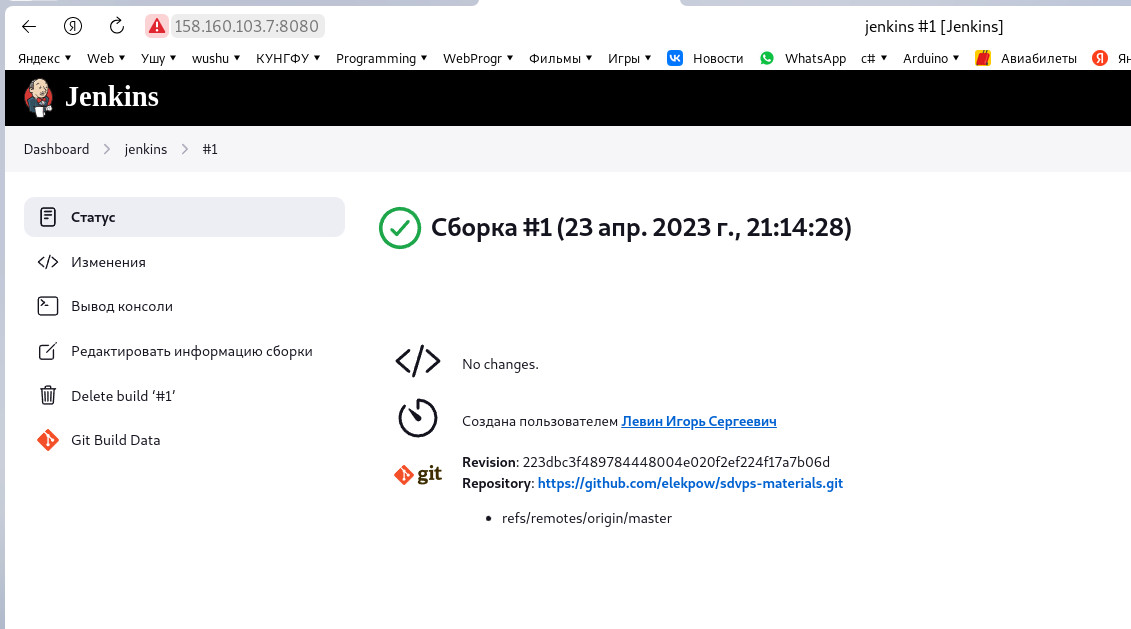 158.160.103.7:8080 jenkins #1 [Jenkins]
Яндекс Web Ушу wushu КУНГФУ Programming WebProgr Фильмы Игры Новости WhatsApp c# Arduino Авиабилеты
Jenkins
Dashboard jenkins #1
Статус
Сборка #1 (23 апр. 2023 г., 21:14:28)
Изменения
Вывод консоли
Редактировать информацию сборки
Delete build ‘#1’
Git Build Data
No changes.
Создана пользователем Левин Игорь Сергеевич
git
Revision: 223dbc3f489784448004e020f2ef224f17a7b06d
Repository: https://github.com/elekpow/sdvps-materials.git
refs/remotes/origin/master